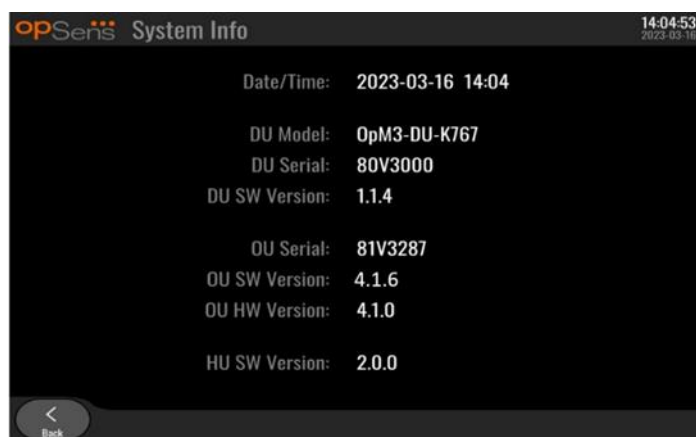 opSens System Info
14:04:53
2023-03-16
Date/Time: 2023-03-16 14:04
DU Model: OpM3-DU-K767
DU Serial: 80V3000
DU SW Version: 1.1.4
OU Serial: 81V3287
OU SW Version: 4.1.6
OU HW Version: 4.1.0
HU SW Version: 2.0.0
Back